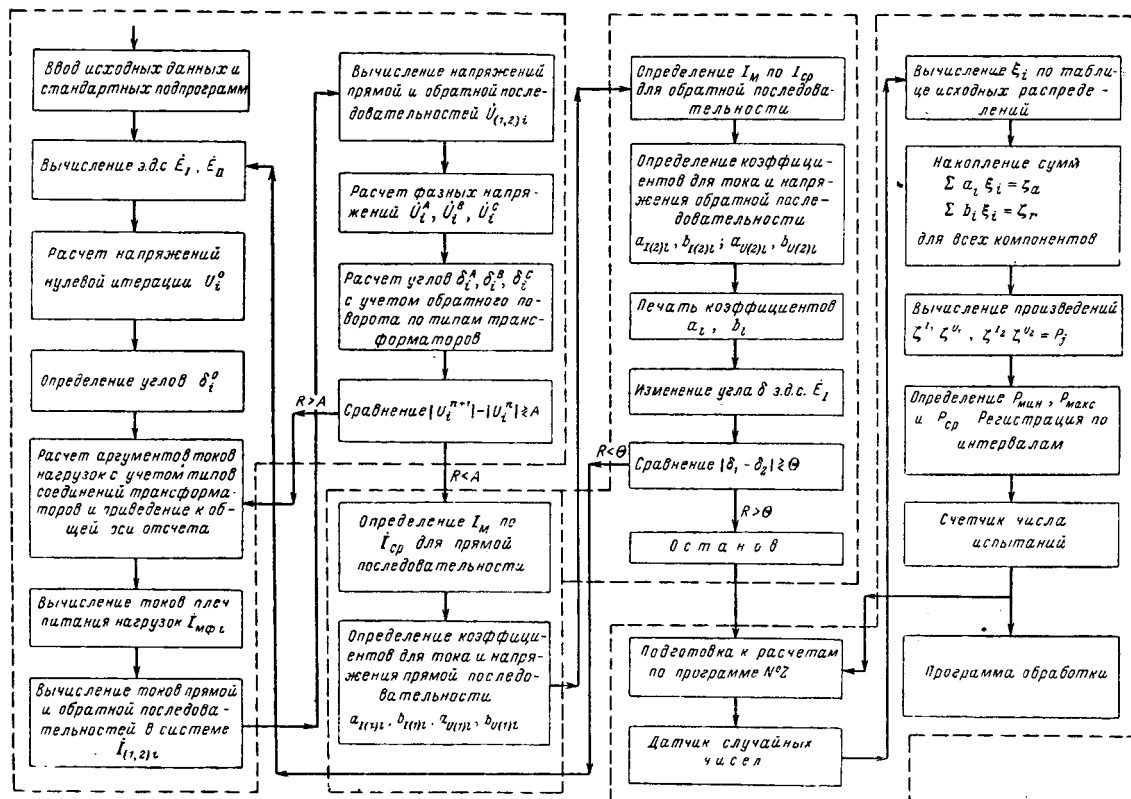 Ввод исходных данных и
стандартных подпрограмм
Вычисление э.д.с Ė_I, Ė_II
Расчет напряжений
нулевой итерации U_i^0
Определение углов δ_i^0
Расчет аргументов токов
нагрузок с учетом типов
соединений трансформа-
торов и приведение к об-
щей оси отсчета
Вычисление токов плеч
питания нагрузок İ_мф i
Вычисление токов прямой
и обратной последова-
тельностей в системе
İ_(1,2)i
Вычисление напряжений
прямой и обратной после-
довательностей U̇_(1,2)i
Расчет фазных напря-
жений U̇_i^A, U̇_i^B, U̇_i^C
Расчет углов δ_i^A, δ_i^B, δ_i^C
с учетом обратного по-
ворота по типам транс-
форматоров
R>A
Сравнение |U_i^{n+1}|-|U_i^n| ≷ A
R<A
Определение I_М по
İ_ср для прямой
последовательности
Определение коэффици-
ентов для тока и напря-
жения прямой последо-
вательности
a_I(1)i, b_I(1)i, a_U(1)i, b_U(1)i
Определение I_М по I_ср
для обратной последова-
тельности
Определение коэффици-
ентов для тока и напря-
жения обратной после-
довательности
a_I(2)i, b_I(2)i; a_U(2)i, b_U(2)i
Печать коэффициентов
a_i, b_i
Изменение угла δ э.д.с. Ė_I
R<Θ
Сравнение |δ_1 - δ_2| ≷ Θ
R>Θ
Останов
Подготовка к расчетам
по программе №2
Датчик случайных
чисел
Вычисление ξ_i по табли-
це исходных распреде-
лений
Накопление сумм
Σ a_i ξ_i = ζ_a
Σ b_i ξ_i = ζ_r
для всех компонентов
Вычисление произведений
ζ^{I_1} ζ^{U_1}, ζ^{I_2} ζ^{U_2} = P_j
Определение P_мин, P_макс
и P_ср Регистрация по
интервалам
Счетчик числа
испытаний
Программа обработки